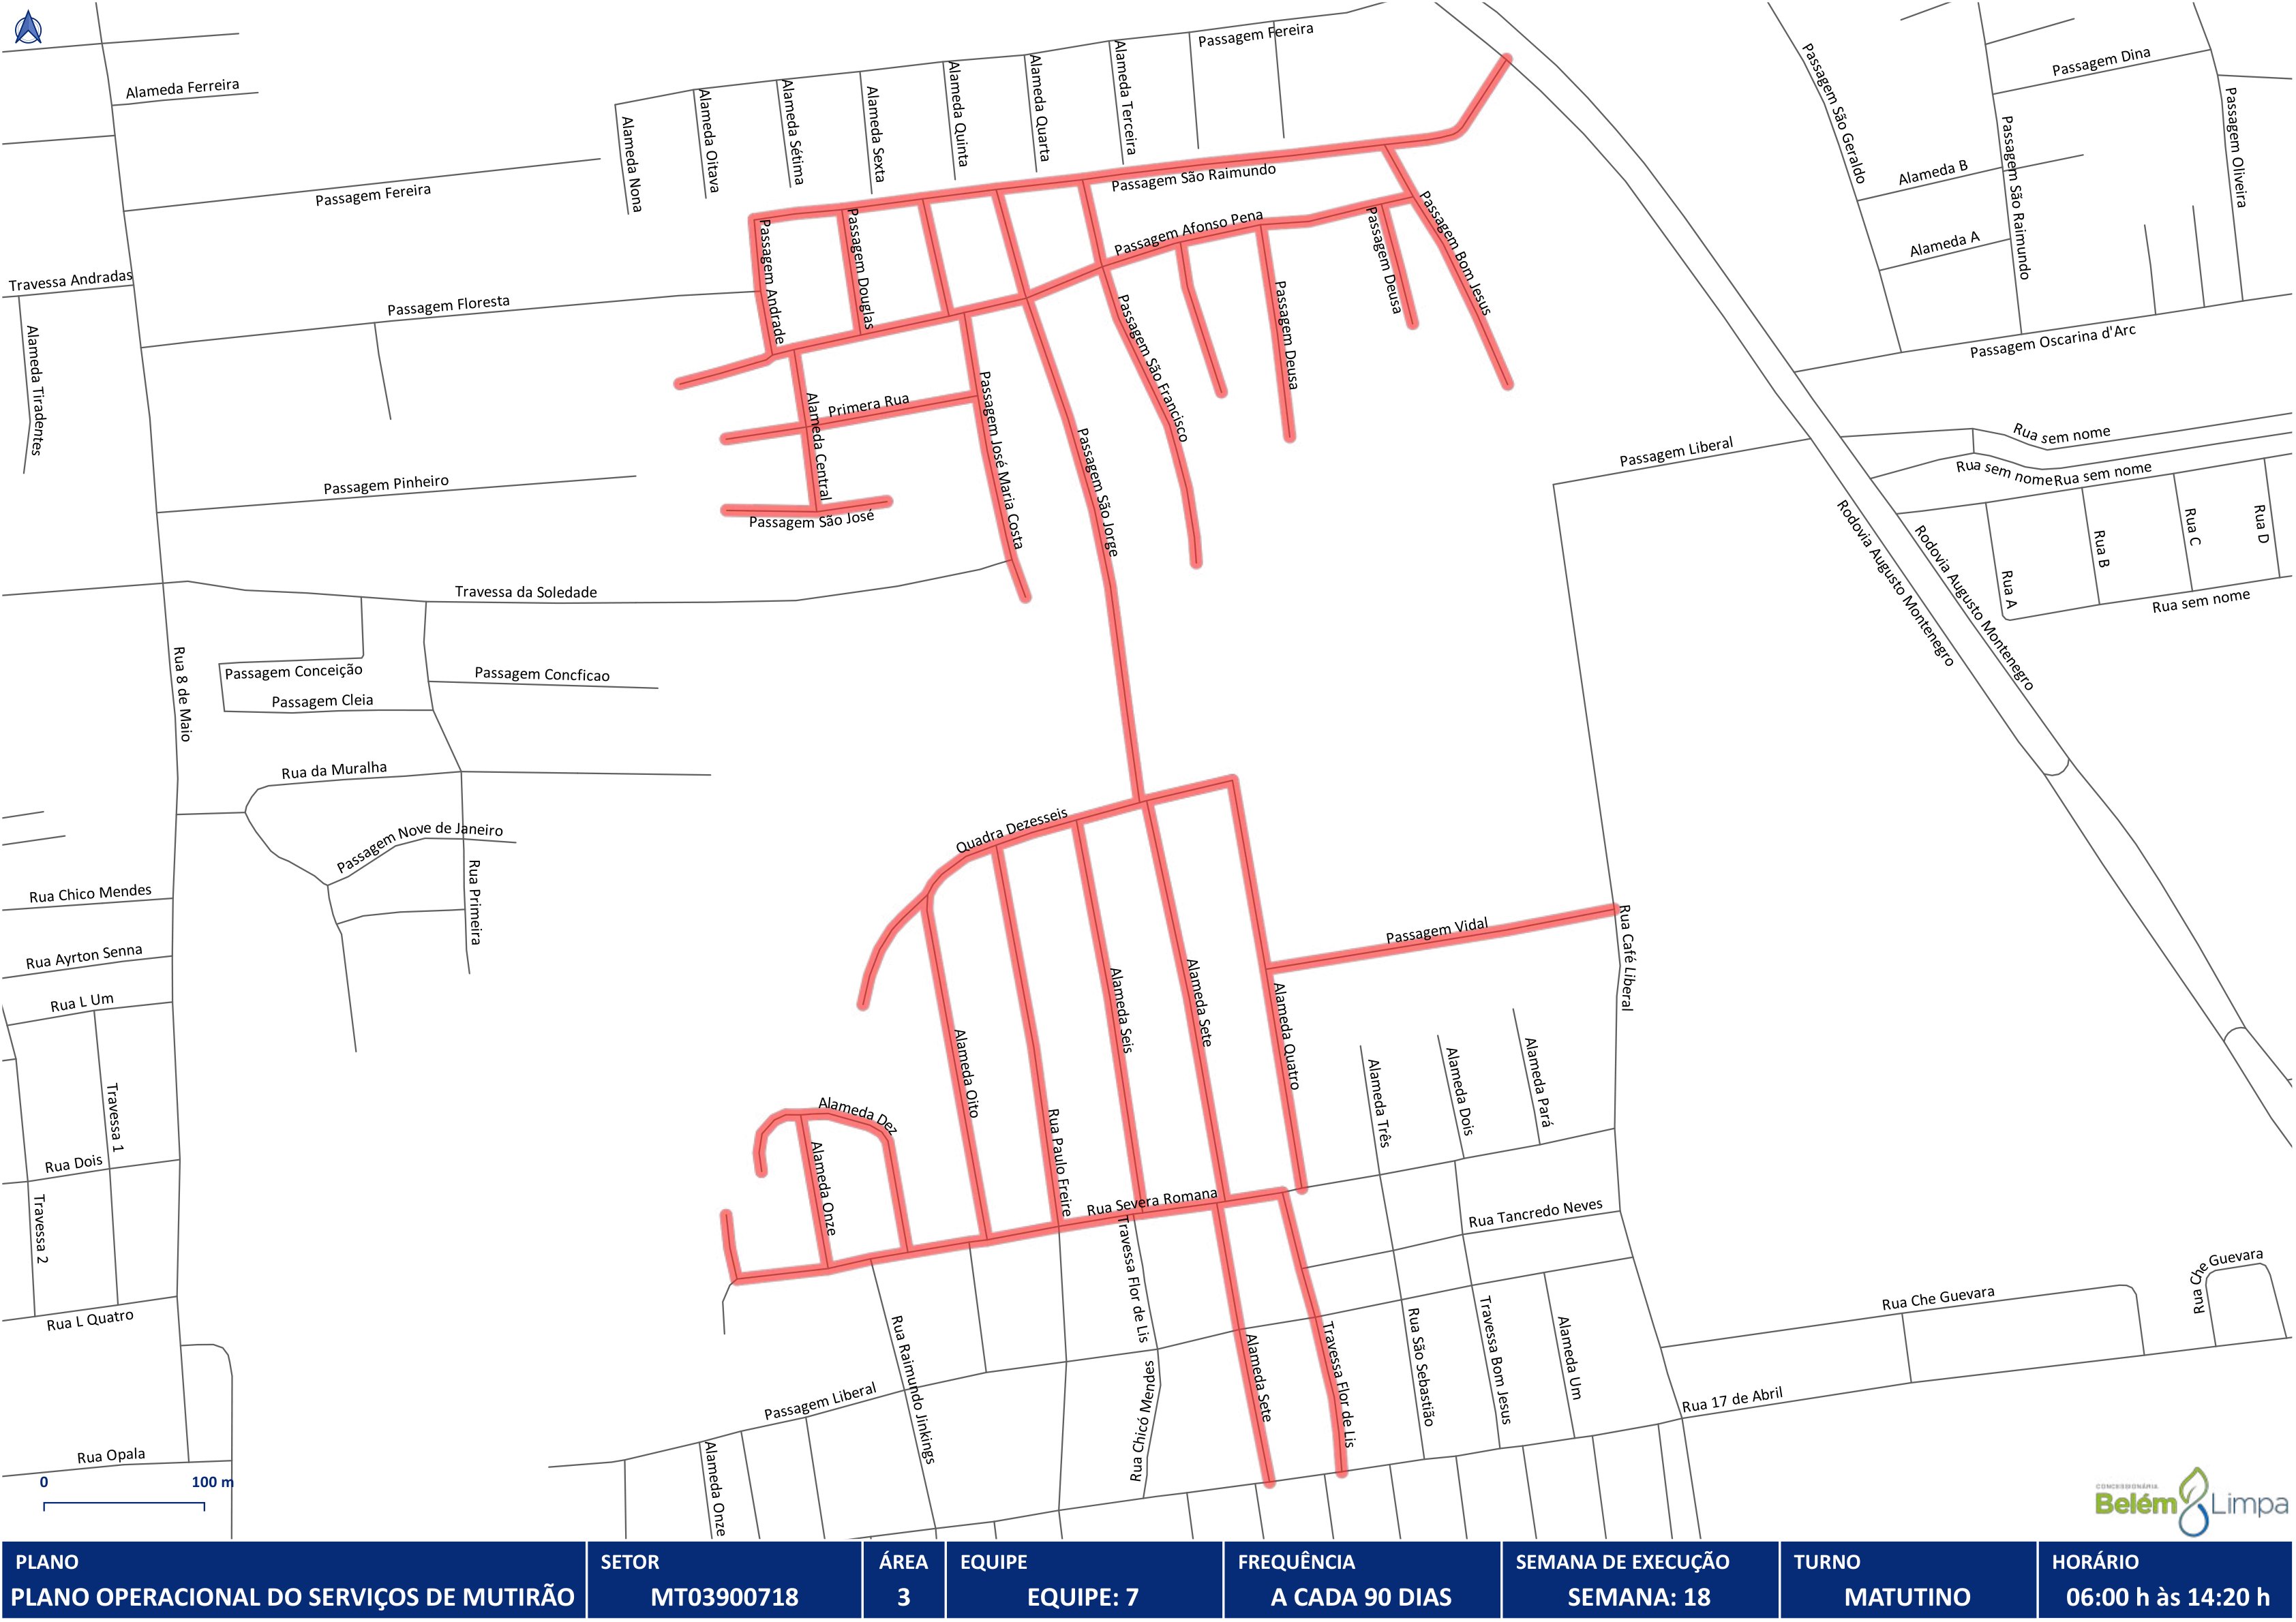 Passagem Fereira
Alameda Ferreira
Alameda Nona
Alameda Oitava
Alameda Sétima
Alameda Sexta
Alameda Quinta
Alameda Quarta
Alameda Terceira
Passagem São Geraldo
Passagem Dina
Passagem Oliveira
Passagem São Raimundo
Alameda B
Alameda A
Passagem Fereira
Passagem São Raimundo
Passagem Afonso Pena
Passagem Andrade
Passagem Douglas
Passagem Deusa
Passagem Bom Jesus
Travessa Andradas
Passagem Floresta
Alameda Tiradentes
Passagem São Francisco
Passagem Deusa
Passagem Oscarina d'Arc
Primera Rua
Alameda Central
Passagem José Maria Costa
Passagem São Jorge
Passagem Liberal
Rua sem nome
Rua sem nome
Rua sem nome
Passagem Pinheiro
Passagem São José
Rodovia Augusto Montenegro
Rodovia Augusto Montenegro
Rua A
Rua B
Rua C
Rua D
Rua sem nome
Travessa da Soledade
Rua 8 de Maio
Passagem Conceição
Passagem Concficao
Passagem Cleia
Rua da Muralha
Passagem Nove de Janeiro
Rua Primeira
Quadra Dezesseis
Rua Chico Mendes
Rua Ayrton Senna
Rua L Um
Passagem Vidal
Rua Café Liberal
Alameda Oito
Alameda Seis
Alameda Sete
Alameda Quatro
Alameda Três
Alameda Dois
Alameda Pará
Travessa 1
Alameda Dez
Alameda Onze
Rua Paulo Freire
Rua Dois
Travessa 2
Rua Severa Romana
Travessa Flor de Lis
Rua Tancredo Neves
Rua Che Guevara
Rua Che Guevara
Rua L Quatro
Rua Raimundo Jinkings
Passagem Liberal
Rua Chicó Mendes
Alameda Sete
Travessa Flor de Lis
Rua São Sebastião
Travessa Bom Jesus
Alameda Um
Rua 17 de Abril
Rua Opala
Alameda Onze
0 100 m
CONCESSIONÁRIA
Belém Limpa
PLANO
PLANO OPERACIONAL DO SERVIÇOS DE MUTIRÃO
SETOR
MT03900718
ÁREA
3
EQUIPE
EQUIPE: 7
FREQUÊNCIA
A CADA 90 DIAS
SEMANA DE EXECUÇÃO
SEMANA: 18
TURNO
MATUTINO
HORÁRIO
06:00 h às 14:20 h